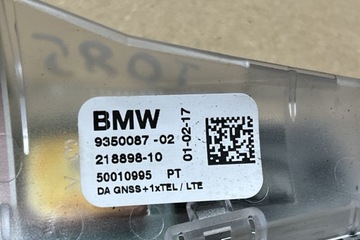 BMW
9350087-02
218898-10
50010995 PT
DA GNSS+1xTEL / LTE
01-02-17